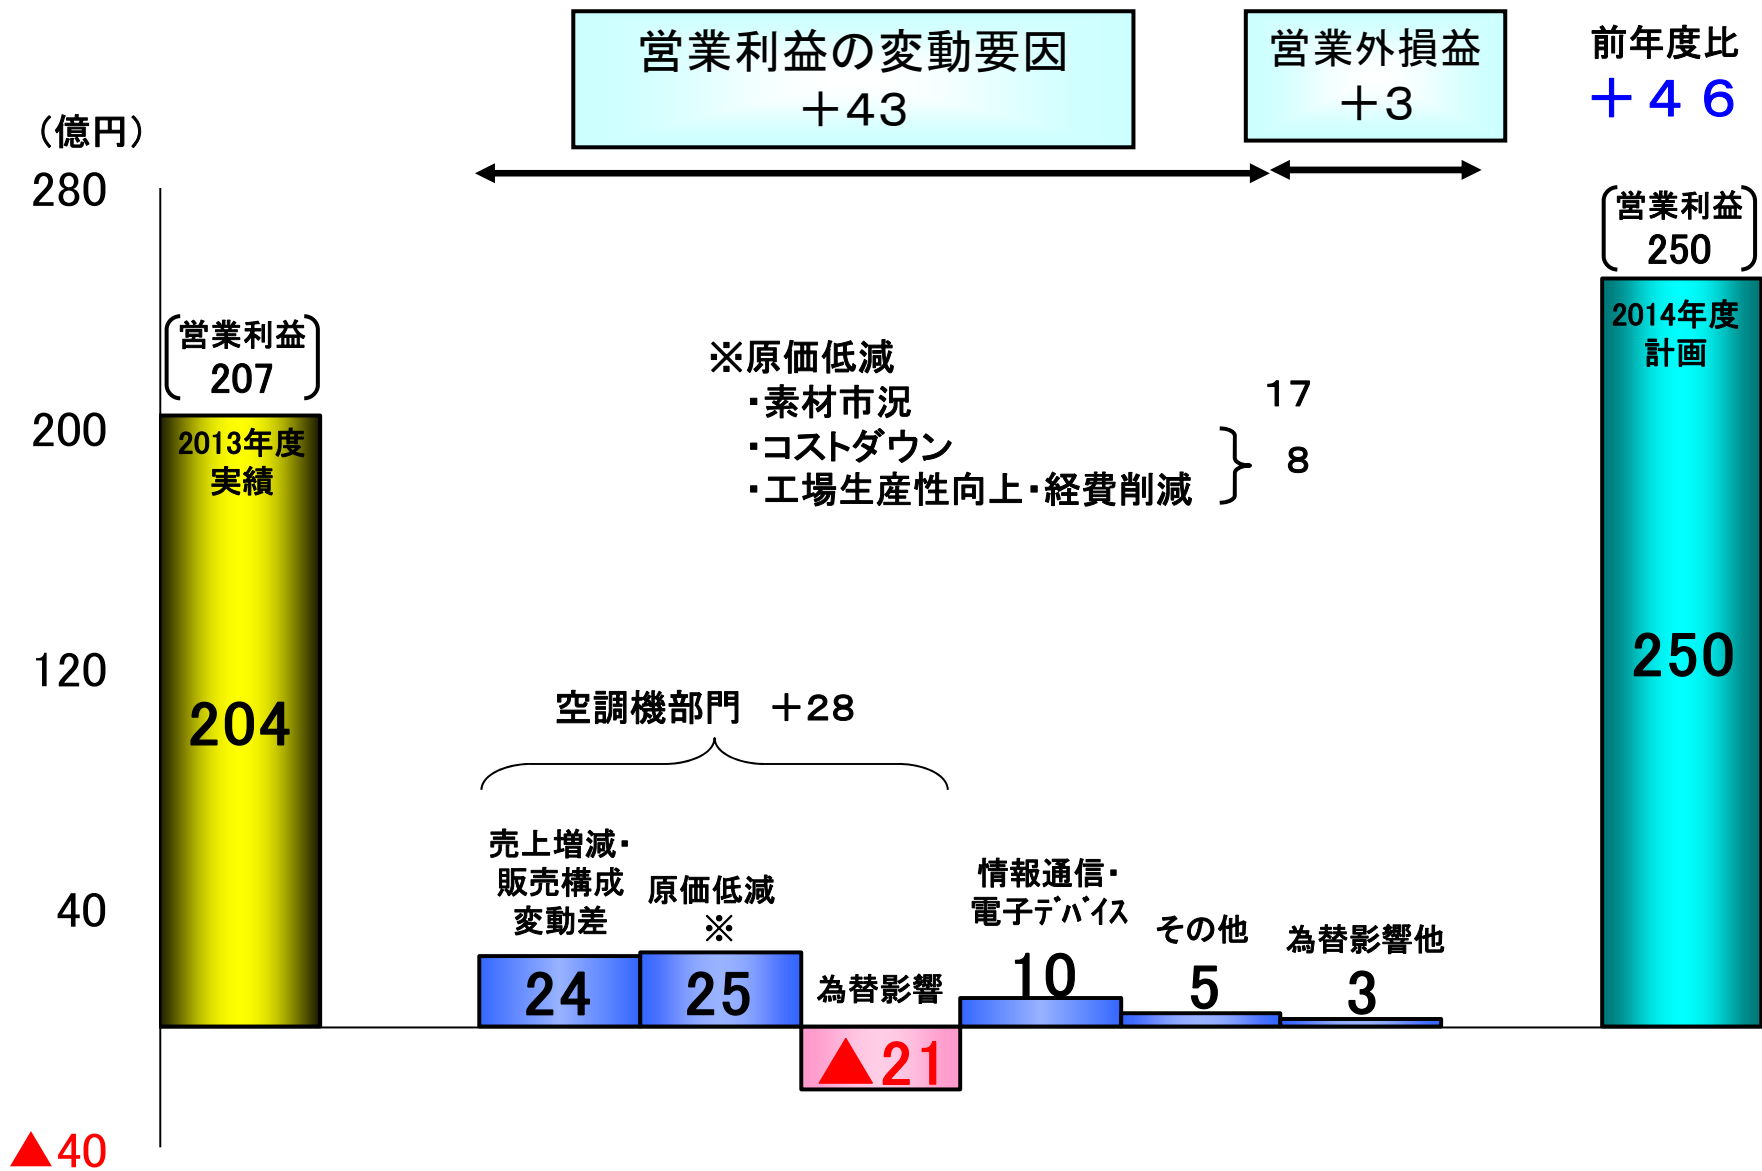 営業利益の変動要因
＋43
営業外損益
＋3
前年度比
＋４６
（億円）
280
200
120
40
▲40
営業利益
207
2013年度
実績
204
※原価低減
・素材市況
17
・コストダウン
・工場生産性向上・経費削減
8
空調機部門　＋28
売上増減・
販売構成
変動差
24
原価低減
※
25
為替影響
▲21
情報通信・
電子ﾃﾞﾊﾞｲｽ
10
その他
5
為替影響他
3
営業利益
250
2014年度
計画
250